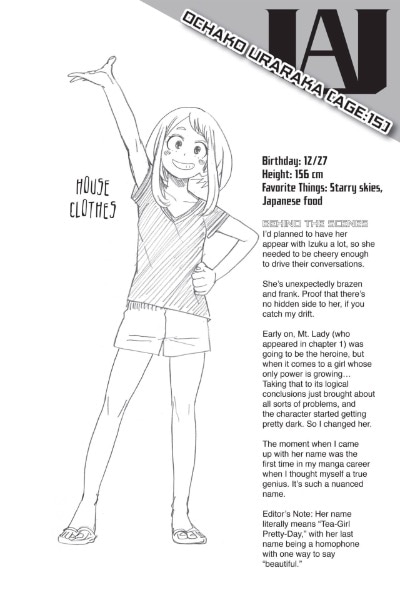 UA
OCHAKO URARAKA [AGE:15]
HOUSE
CLOTHES
Birthday: 12/27
Height: 156 cm
Favorite Things: Starry skies,
Japanese food
BEHIND THE SCENES
I'd planned to have her
appear with Izuku a lot, so she
needed to be cheery enough
to drive their conversations.
She's unexpectedly brazen
and frank. Proof that there's
no hidden side to her, if you
catch my drift.
Early on, Mt. Lady (who
appeared in chapter 1) was
going to be the heroine, but
when it comes to a girl whose
only power is growing…
Taking that to its logical
conclusions just brought about
all sorts of problems, and
the character started getting
pretty dark. So I changed her.
The moment when I came
up with her name was the
first time in my manga career
when I thought myself a true
genius. It's such a nuanced
name.
Editor's Note: Her name
literally means “Tea-Girl
Pretty-Day,” with her last
name being a homophone
with one way to say
“beautiful.”